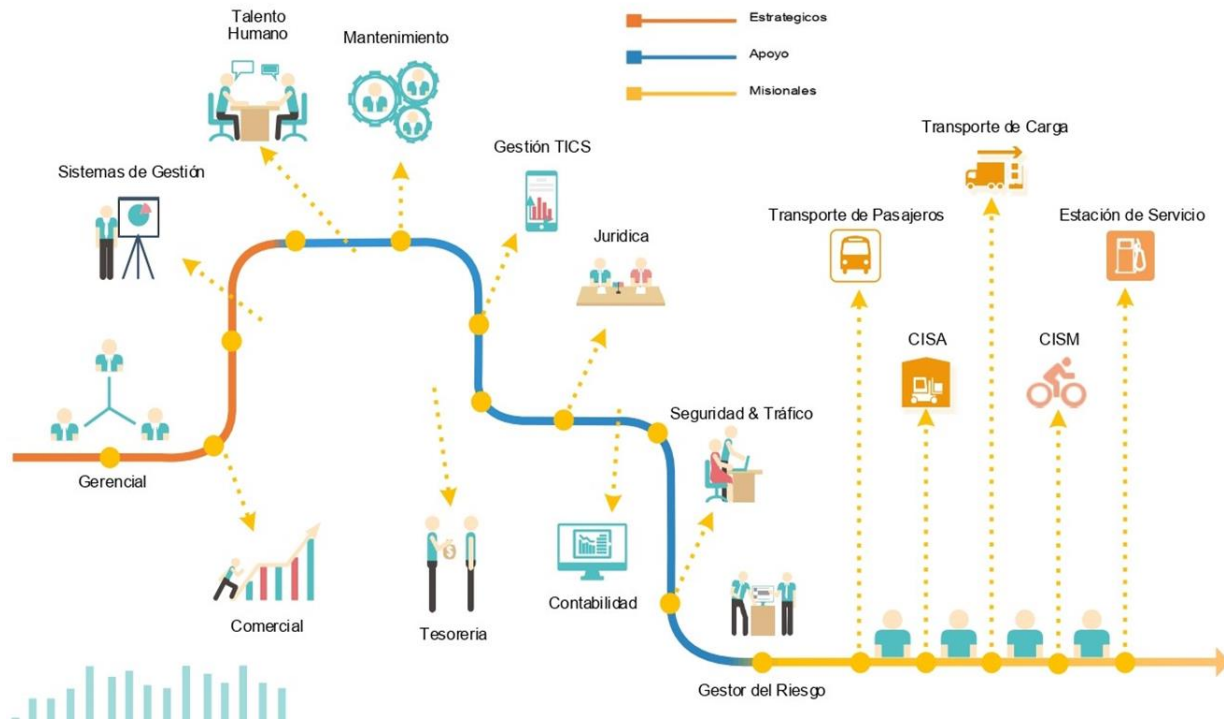 Estrategicos
Apoyo
Misionales
Talento
Humano
Mantenimiento
Gestión TICS
Sistemas de Gestión
Juridica
Transporte de Carga
Transporte de Pasajeros
Estación de Servicio
CISA
CISM
Seguridad & Tráfico
Gerencial
Comercial
Tesoreria
$
Contabilidad
Gestor del Riesgo